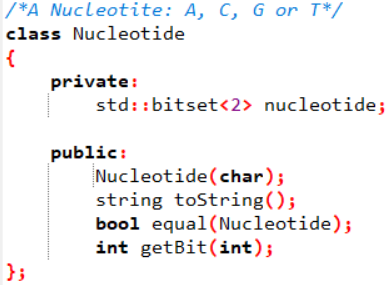 /*A Nucleotite: A, C, G or T*/
class Nucleotide
{
    private:
        std::bitset<2> nucleotide;
    public:
        Nucleotide(char);
        string toString();
        bool equal(Nucleotide);
        int getBit(int);
};